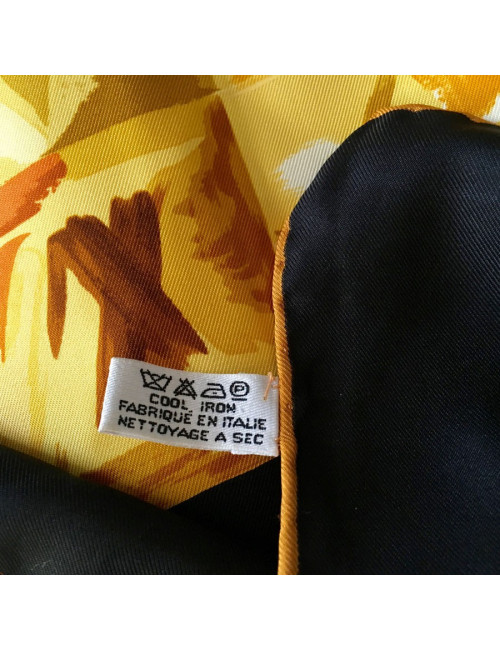 P
COOL IRON
FABRIQUÉ EN ITALIE
NETTOYAGE A SEC